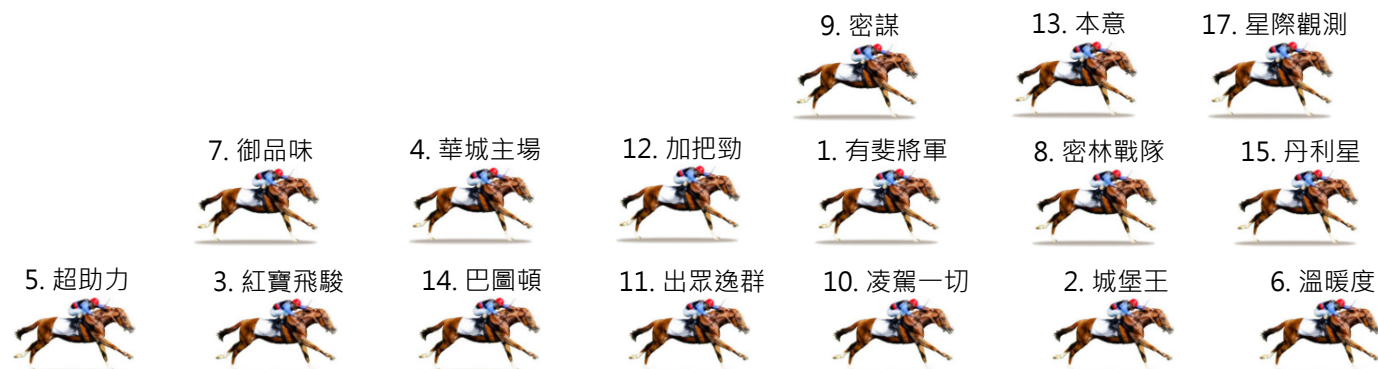 9. 密謀
13. 本意
17. 星際觀測
7. 御品味
4. 華城主場
12. 加把勁
1. 有斐將軍
8. 密林戰隊
15. 丹利星
5. 超助力
3. 紅寶飛駿
14. 巴圖頓
11. 出眾逸群
10. 凌駕一切
2. 城堡王
6. 溫暖度